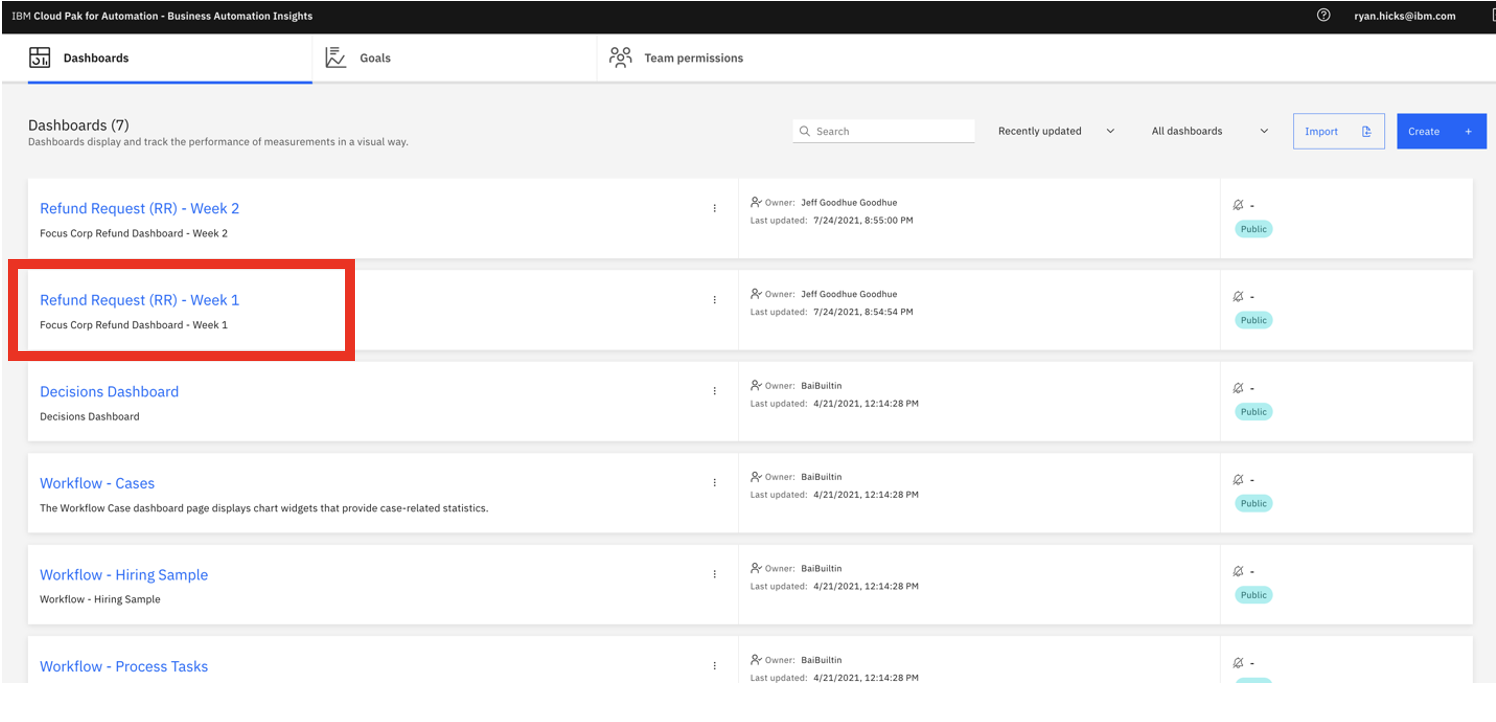 IBM Cloud Pak for Automation - Business Automation Insights
ryan.hicks@ibm.com
Dashboards
Goals
Team permissions
Dashboards (7)
Dashboards display and track the performance of measurements in a visual way.
Search
Recently updated
All dashboards
Import
Create +
Refund Request (RR) - Week 2
Focus Corp Refund Dashboard - Week 2
Owner: Jeff Goodhue Goodhue
Last updated: 7/24/2021, 8:55:00 PM
-
Public
Refund Request (RR) - Week 1
Focus Corp Refund Dashboard - Week 1
Owner: Jeff Goodhue Goodhue
Last updated: 7/24/2021, 8:54:54 PM
-
Public
Decisions Dashboard
Decisions Dashboard
Owner: BaiBuiltin
Last updated: 4/21/2021, 12:14:28 PM
-
Public
Workflow - Cases
The Workflow Case dashboard page displays chart widgets that provide case-related statistics.
Owner: BaiBuiltin
Last updated: 4/21/2021, 12:14:28 PM
-
Public
Workflow - Hiring Sample
Workflow - Hiring Sample
Owner: BaiBuiltin
Last updated: 4/21/2021, 12:14:28 PM
-
Public
Workflow - Process Tasks
Owner: BaiBuiltin
Last updated: 4/21/2021, 12:14:28 PM
-